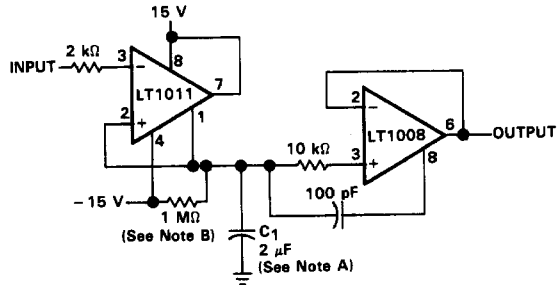 15 V
2 kΩ
INPUT
3
−
8
LT1011
7
2
+
1
4
−15 V
1 MΩ
(See Note B)
C1
2 µF
(See Note A)
10 kΩ
100 pF
2
−
LT1008
6
OUTPUT
3
+
8